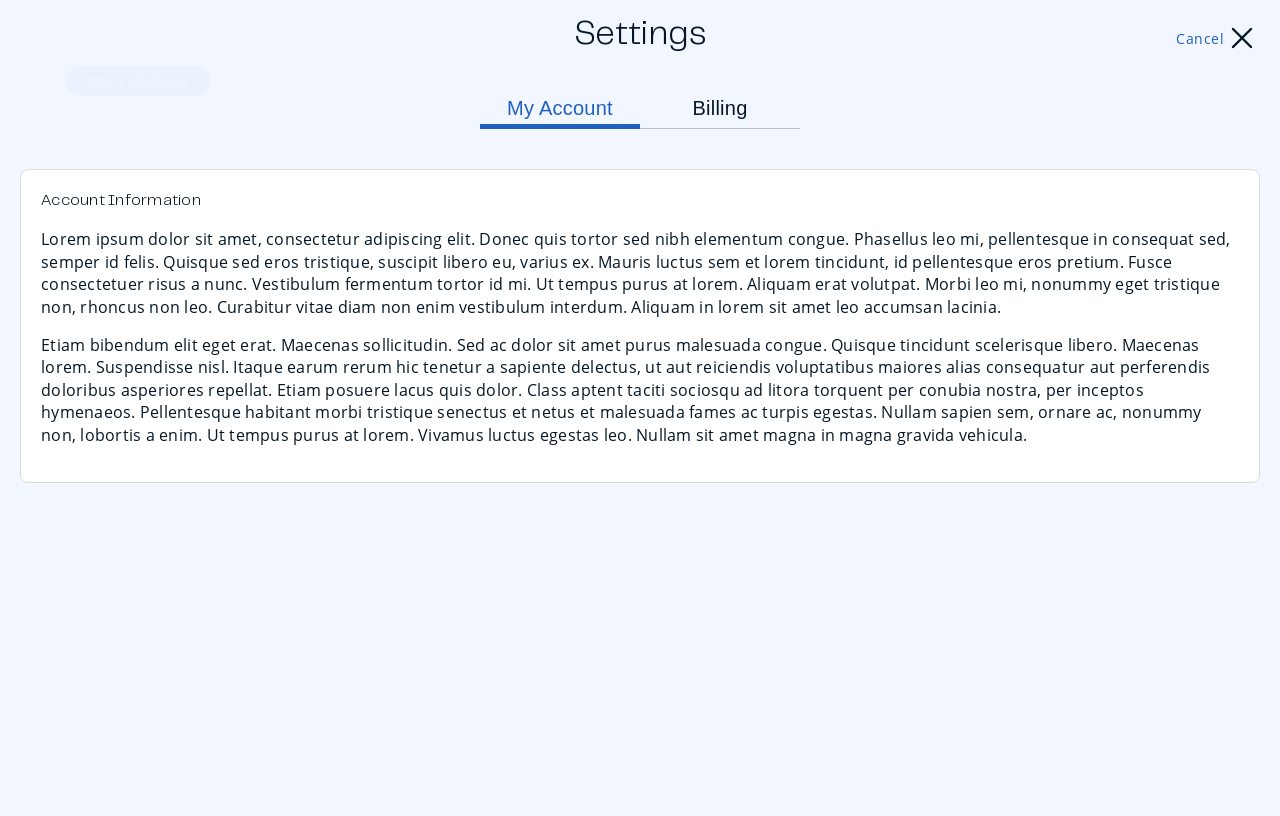 Settings
Cancel
OPEN OVERLAY
My Account
Billing
Account Information
Lorem ipsum dolor sit amet, consectetur adipiscing elit. Donec quis tortor sed nibh elementum congue. Phasellus leo mi, pellentesque in consequat sed,
semper id felis. Quisque sed eros tristique, suscipit libero eu, varius ex. Mauris luctus sem et lorem tincidunt, id pellentesque eros pretium. Fusce
consectetuer risus a nunc. Vestibulum fermentum tortor id mi. Ut tempus purus at lorem. Aliquam erat volutpat. Morbi leo mi, nonummy eget tristique
non, rhoncus non leo. Curabitur vitae diam non enim vestibulum interdum. Aliquam in lorem sit amet leo accumsan lacinia.
Etiam bibendum elit eget erat. Maecenas sollicitudin. Sed ac dolor sit amet purus malesuada congue. Quisque tincidunt scelerisque libero. Maecenas
lorem. Suspendisse nisl. Itaque earum rerum hic tenetur a sapiente delectus, ut aut reiciendis voluptatibus maiores alias consequatur aut perferendis
doloribus asperiores repellat. Etiam posuere lacus quis dolor. Class aptent taciti sociosqu ad litora torquent per conubia nostra, per inceptos
hymenaeos. Pellentesque habitant morbi tristique senectus et netus et malesuada fames ac turpis egestas. Nullam sapien sem, ornare ac, nonummy
non, lobortis a enim. Ut tempus purus at lorem. Vivamus luctus egestas leo. Nullam sit amet magna in magna gravida vehicula.